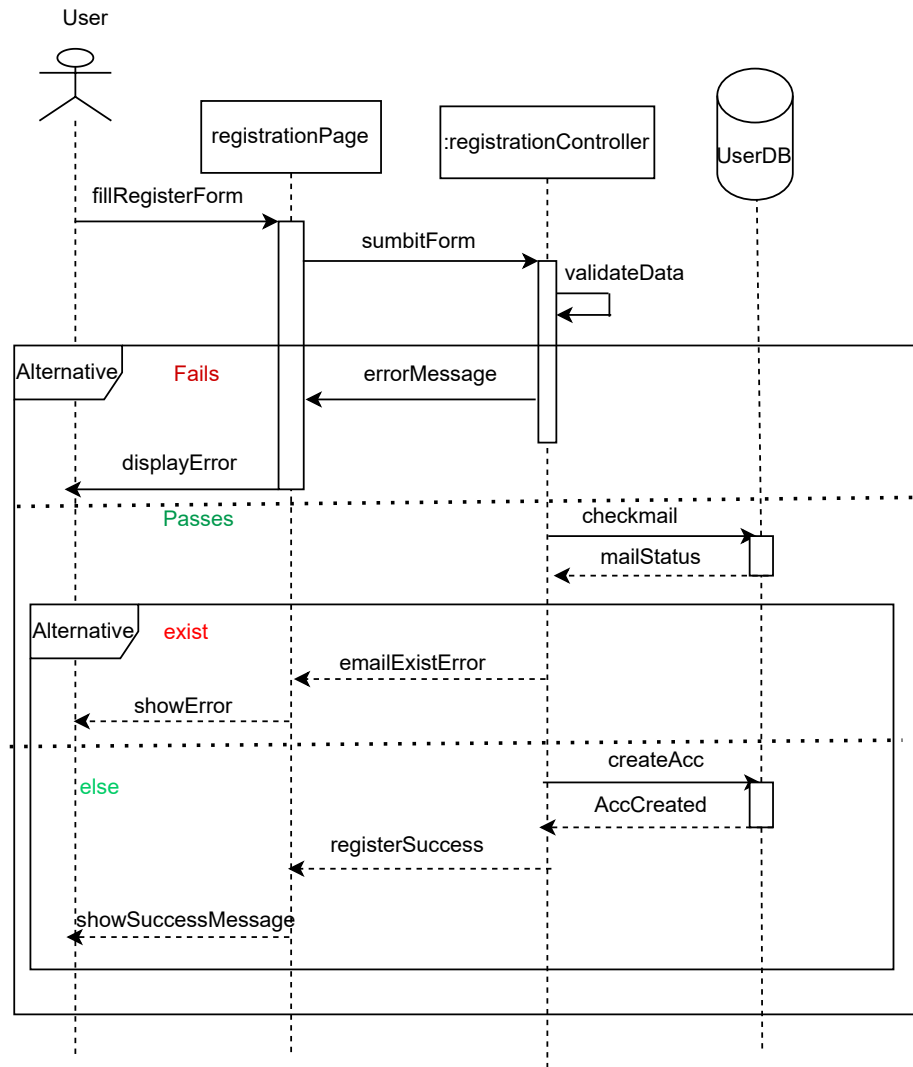 User
registrationPage
:registrationController
UserDB
fillRegisterForm
sumbitForm
validateData
Alternative
Fails
errorMessage
displayError
Passes
checkmail
mailStatus
Alternative
exist
emailExistError
showError
createAcc
else
AccCreated
registerSuccess
showSuccessMessage